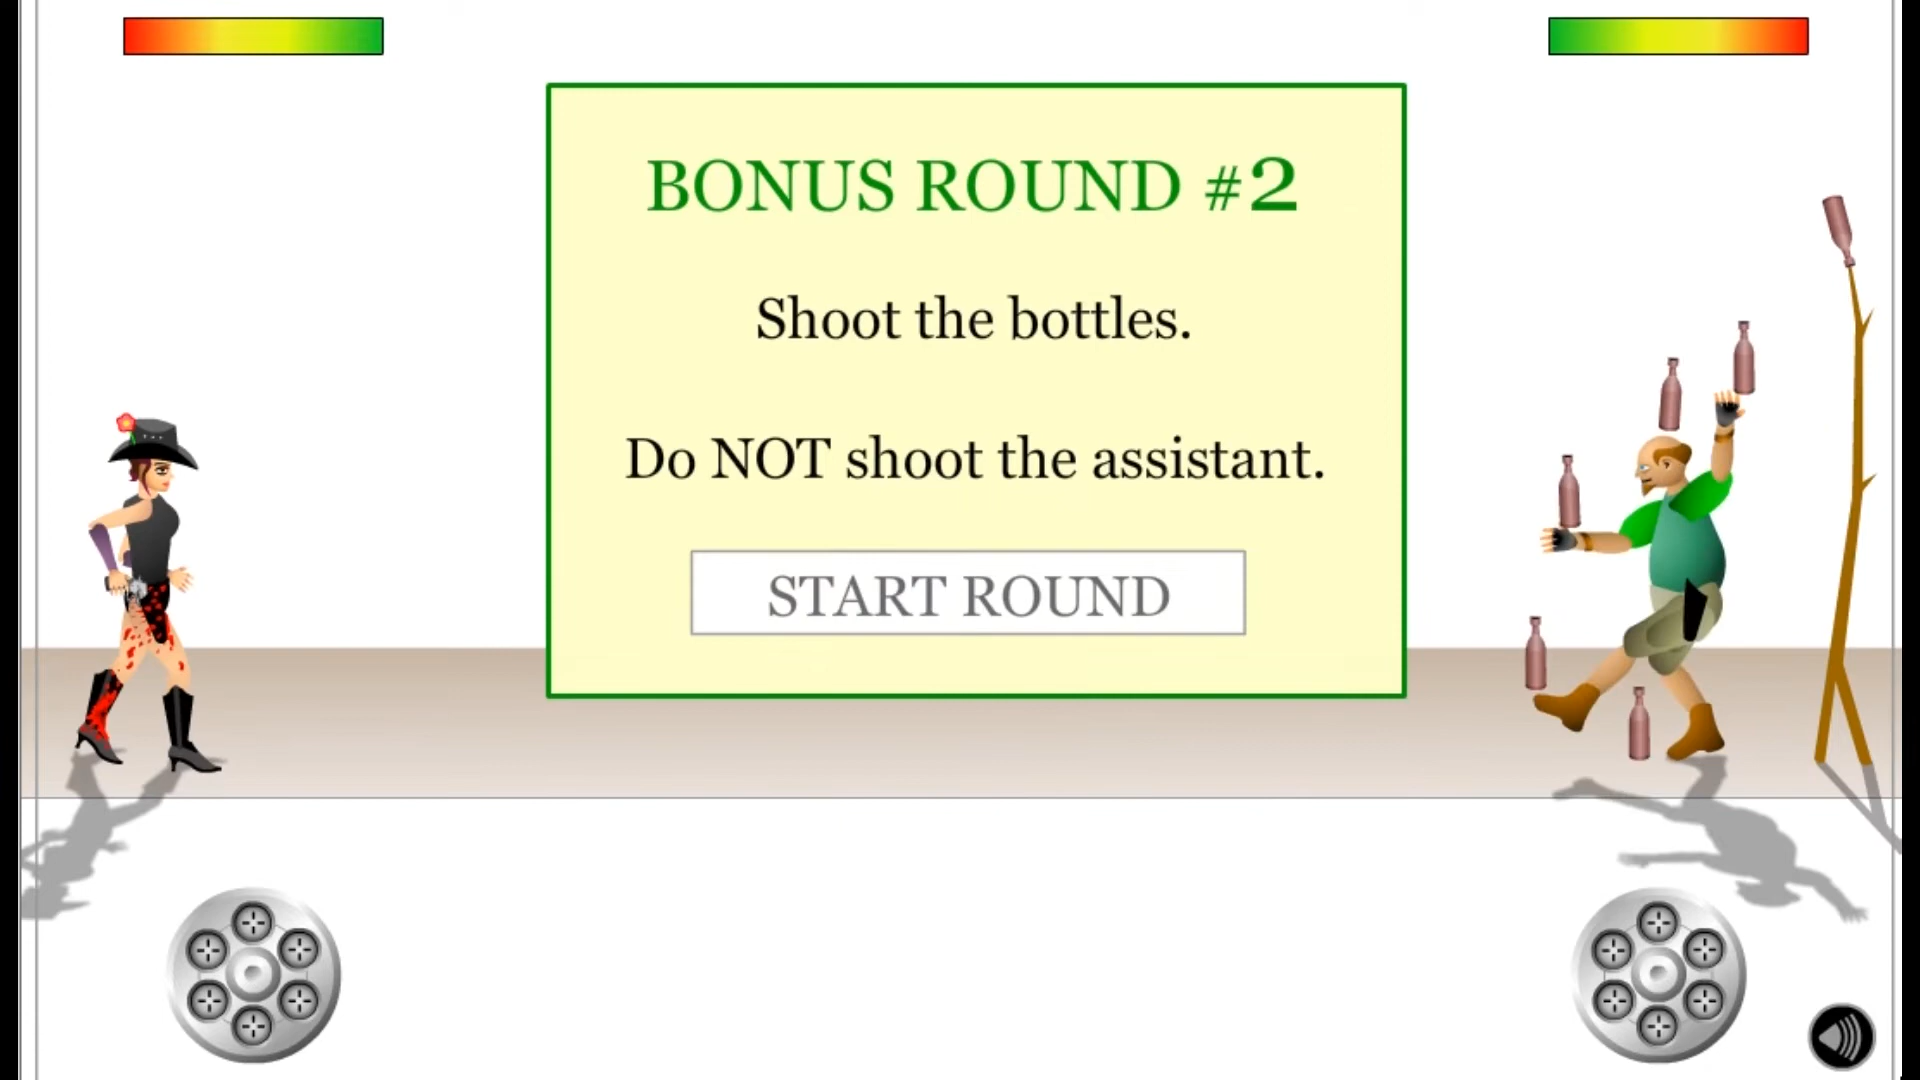 BONUS ROUND #2
Shoot the bottles.
Do NOT shoot the assistant.
START ROUND